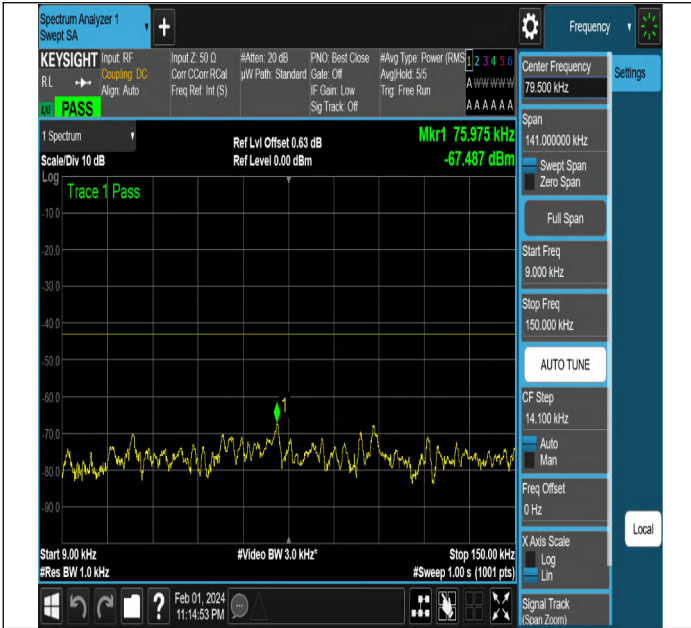 Spectrum Analyzer 1
Swept SA
+
Frequency
KEYSIGHT
RL
LXI
PASS
Input: RF
Coupling: DC
Align: Auto
Input Z: 50 Ω
Corr CCorr RCal
Freq Ref: Int (S)
#Atten: 20 dB
µW Path: Standard
PNO: Best Close
Gate: Off
IF Gain: Low
Sig Track: Off
#Avg Type: Power (RMS
Avg|Hold: 5/5
Trig: Free Run
1 2 3 4 5 6
A W W W W W
A A A A A A
1 Spectrum
Scale/Div 10 dB
Ref Lvl Offset 0.63 dB
Ref Level 0.00 dBm
Mkr1 75.975 kHz
-67.487 dBm
Log
Trace 1 Pass
-10.0
-20.0
-30.0
-40.0
-50.0
-60.0
-70.0
-80.0
-90.0
1
Start 9.00 kHz
#Res BW 1.0 kHz
#Video BW 3.0 kHz*
Stop 150.00 kHz
#Sweep 1.00 s (1001 pts)
?
Feb 01, 2024
11:14:53 PM
Center Frequency
79.500 kHz
Span
141.000000 kHz
Swept Span
Zero Span
Full Span
Start Freq
9.000 kHz
Stop Freq
150.000 kHz
AUTO TUNE
CF Step
14.100 kHz
Auto
Man
Freq Offset
0 Hz
X Axis Scale
Log
Lin
Signal Track
(Span Zoom)
Settings
Local